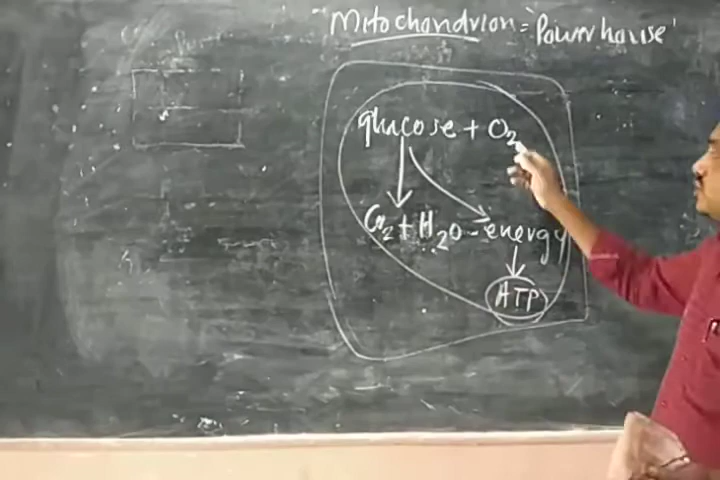 Mitochondrion = "Powerhouse"
glucose + O2
CO2 + H2O - energy
ATP